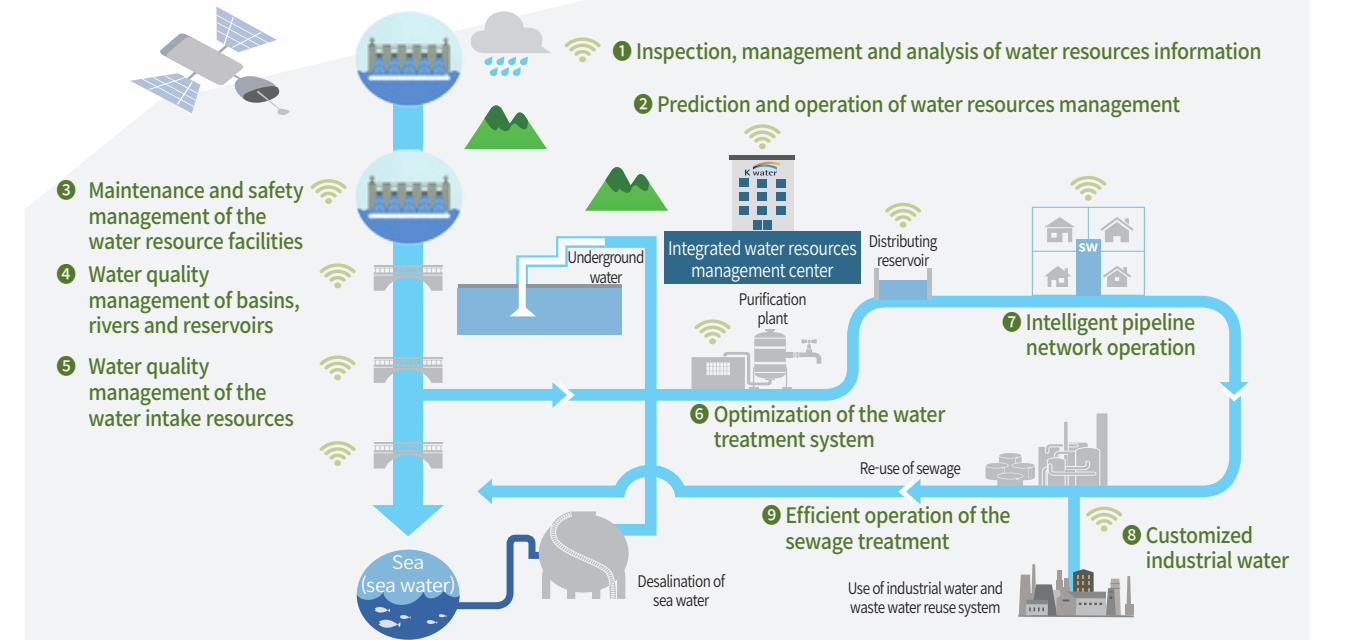 ❶ Inspection, management and analysis of water resources information
❷ Prediction and operation of water resources management
K water
Integrated water resources
management center
❸ Maintenance and safety
management of the
water resource facilities
❹ Water quality
management of basins,
rivers and reservoirs
❺ Water quality
management of the
water intake resources
Underground
water
Purification
plant
Distributing
reservoir
SW
❻ Optimization of the water
treatment system
❼ Intelligent pipeline
network operation
Re-use of sewage
❾ Efficient operation of the
sewage treatment
❽ Customized
industrial water
Use of industrial water and
waste water reuse system
Sea
(sea water)
Desalination of
sea water